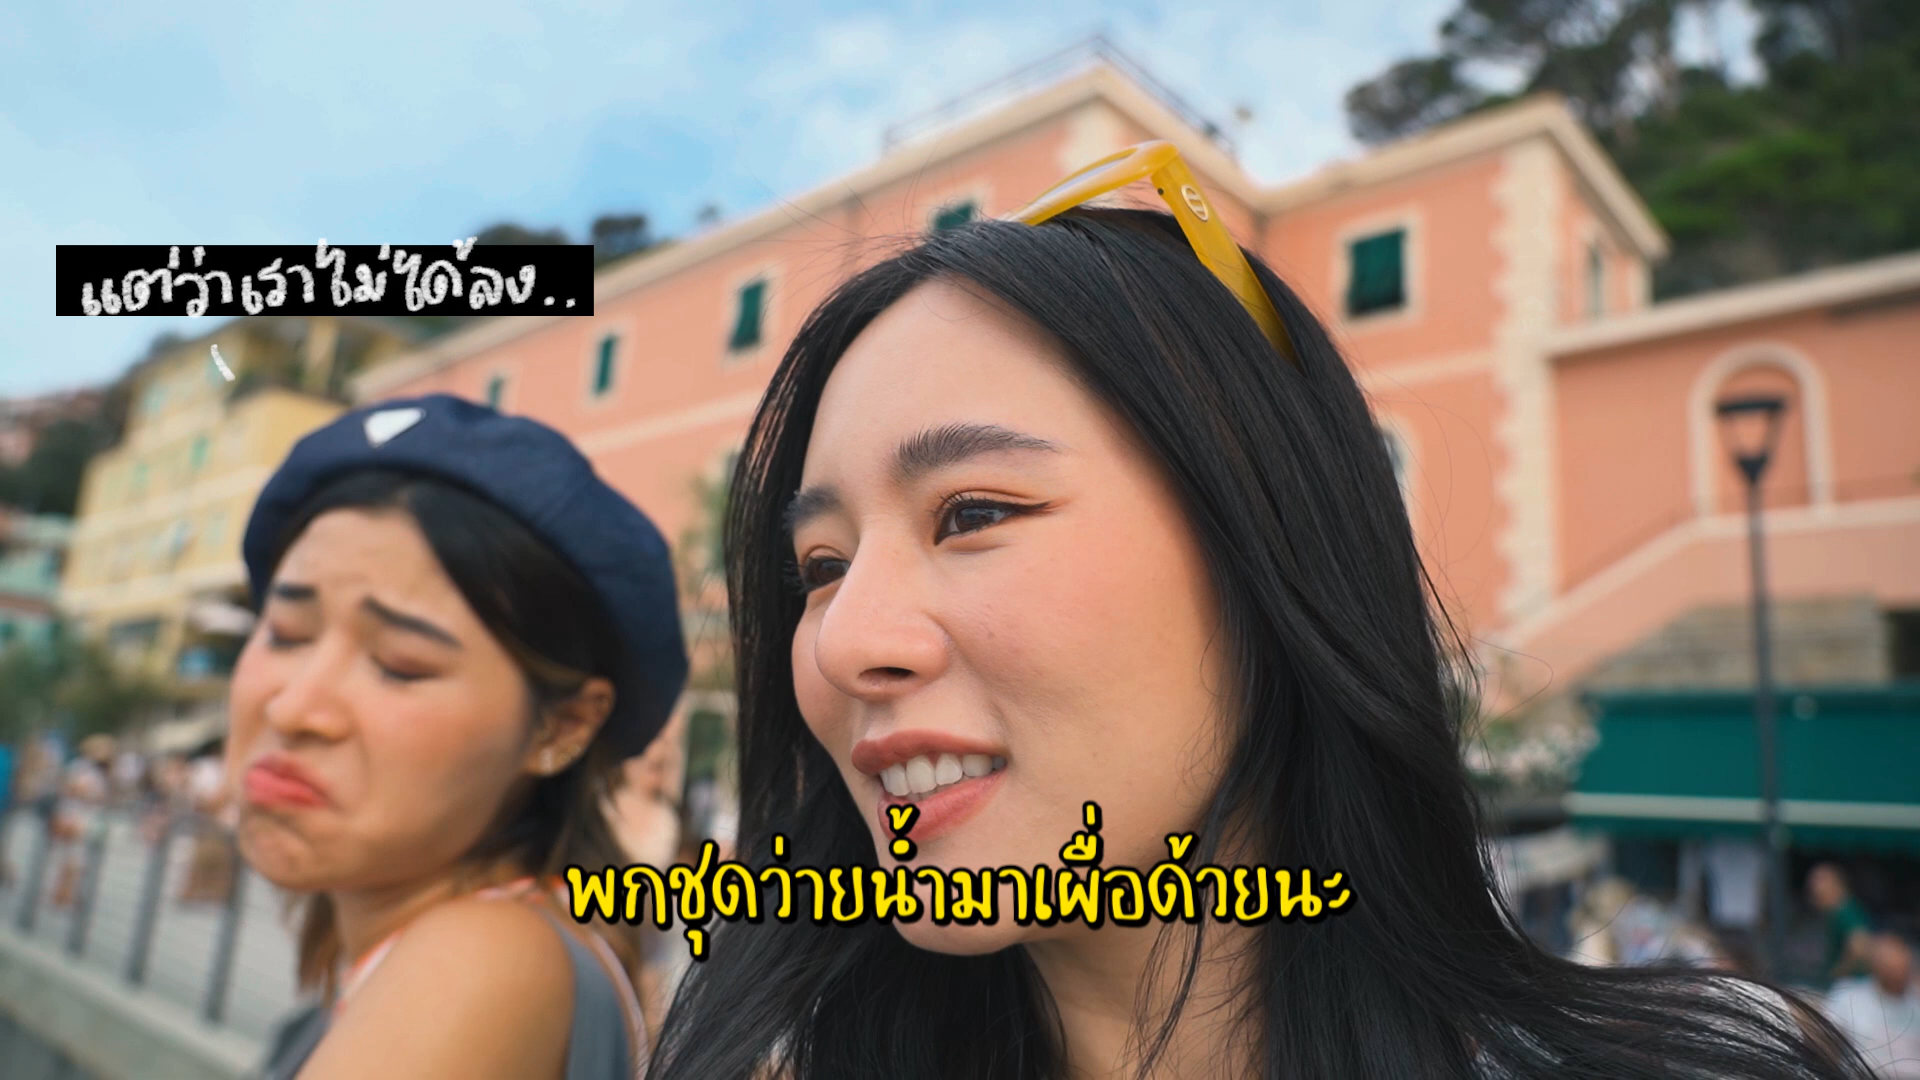 แต่ว่าเราไม่ได้ลง..
พกชุดว่ายน้ำมาเผื่อด้วยนะ